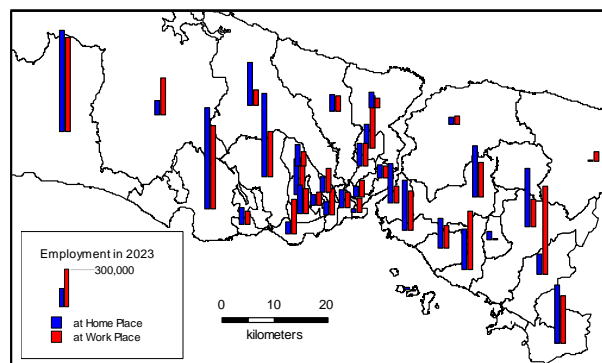 Employment in 2023
300,000
at Home Place
at Work Place
0 10 20
kilometers